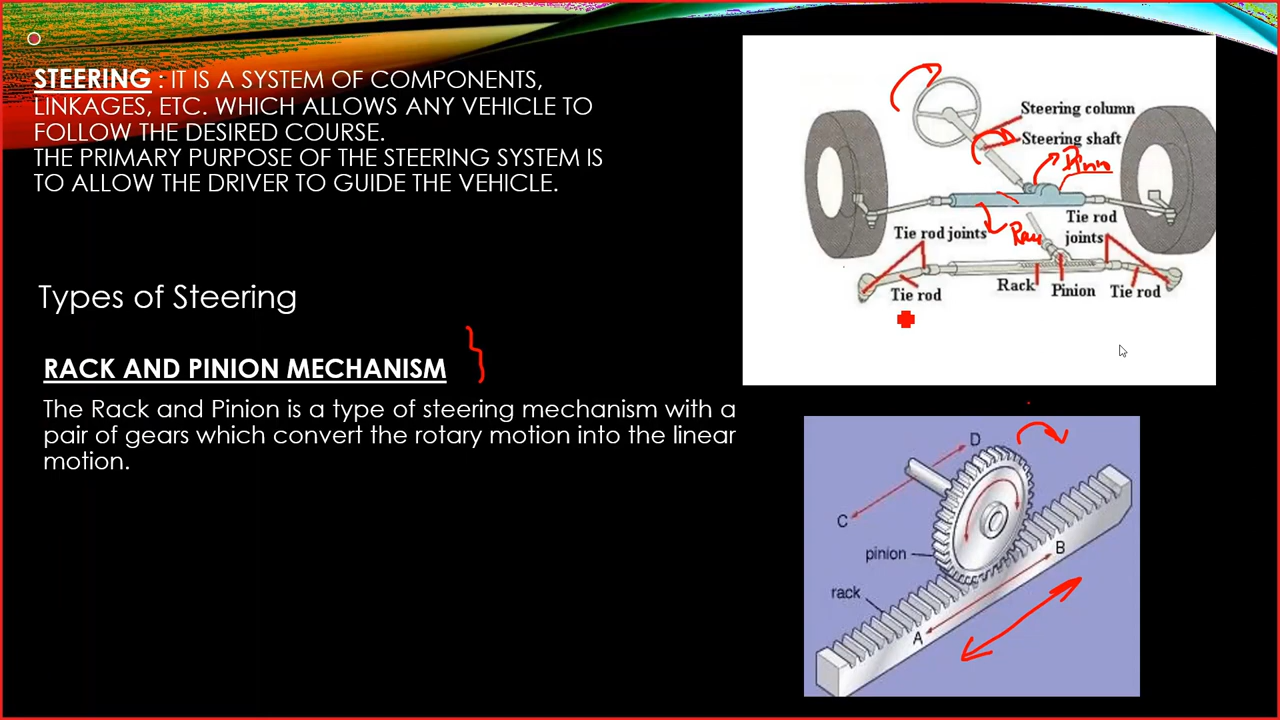 STEERING : IT IS A SYSTEM OF COMPONENTS,
LINKAGES, ETC. WHICH ALLOWS ANY VEHICLE TO
FOLLOW THE DESIRED COURSE.
THE PRIMARY PURPOSE OF THE STEERING SYSTEM IS
TO ALLOW THE DRIVER TO GUIDE THE VEHICLE.
Types of Steering
RACK AND PINION MECHANISM
The Rack and Pinion is a type of steering mechanism with a
pair of gears which convert the rotary motion into the linear
motion.
Steering column
Steering shaft
Tie rod joints
Tie rod
joints
Tie rod
Rack
Pinion
Tie rod
D
C
pinion
B
rack
A